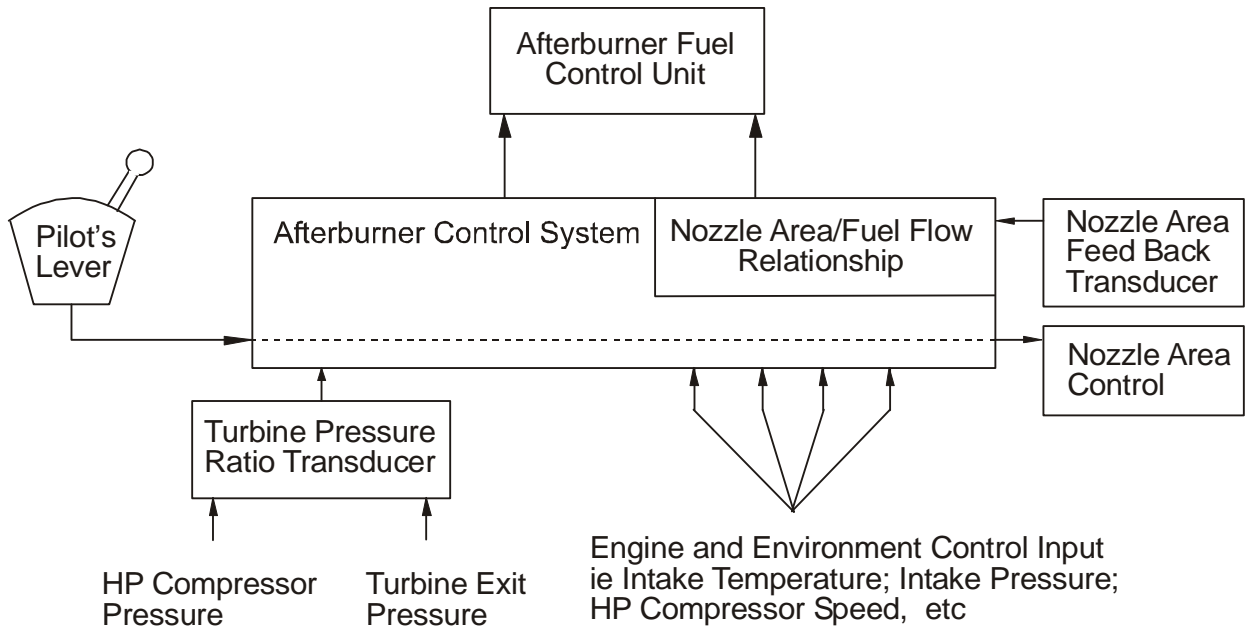 Afterburner Fuel
Control Unit
Pilot's
Lever
Afterburner Control System
Nozzle Area/Fuel Flow
Relationship
Nozzle Area
Feed Back
Transducer
Nozzle Area
Control
Turbine Pressure
Ratio Transducer
HP Compressor
Pressure
Turbine Exit
Pressure
Engine and Environment Control Input
ie Intake Temperature; Intake Pressure;
HP Compressor Speed, etc